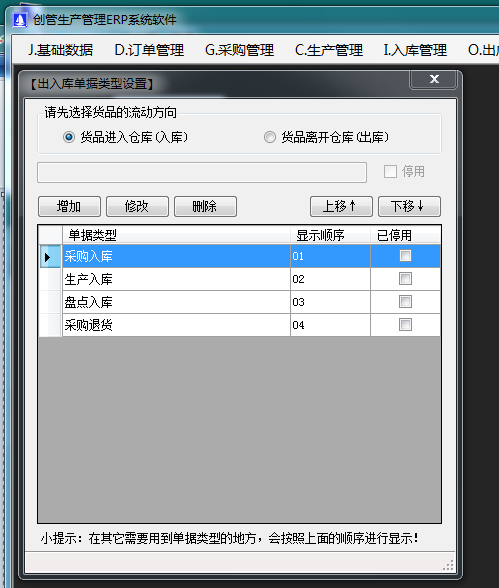 创管生产管理ERP系统软件
J.基础数据 D.订单管理 G.采购管理 C.生产管理 I.入库管理 O.出
【出入库单据类型设置】
请先选择货品的流动方向
货品进入仓库(入库) 货品离开仓库(出库)
停用
增加 修改 删除 上移↑ 下移↓
单据类型 显示顺序 已停用
采购入库 01
生产入库 02
盘点入库 03
采购退货 04
小提示：在其它需要用到单据类型的地方，会按照上面的顺序进行显示！